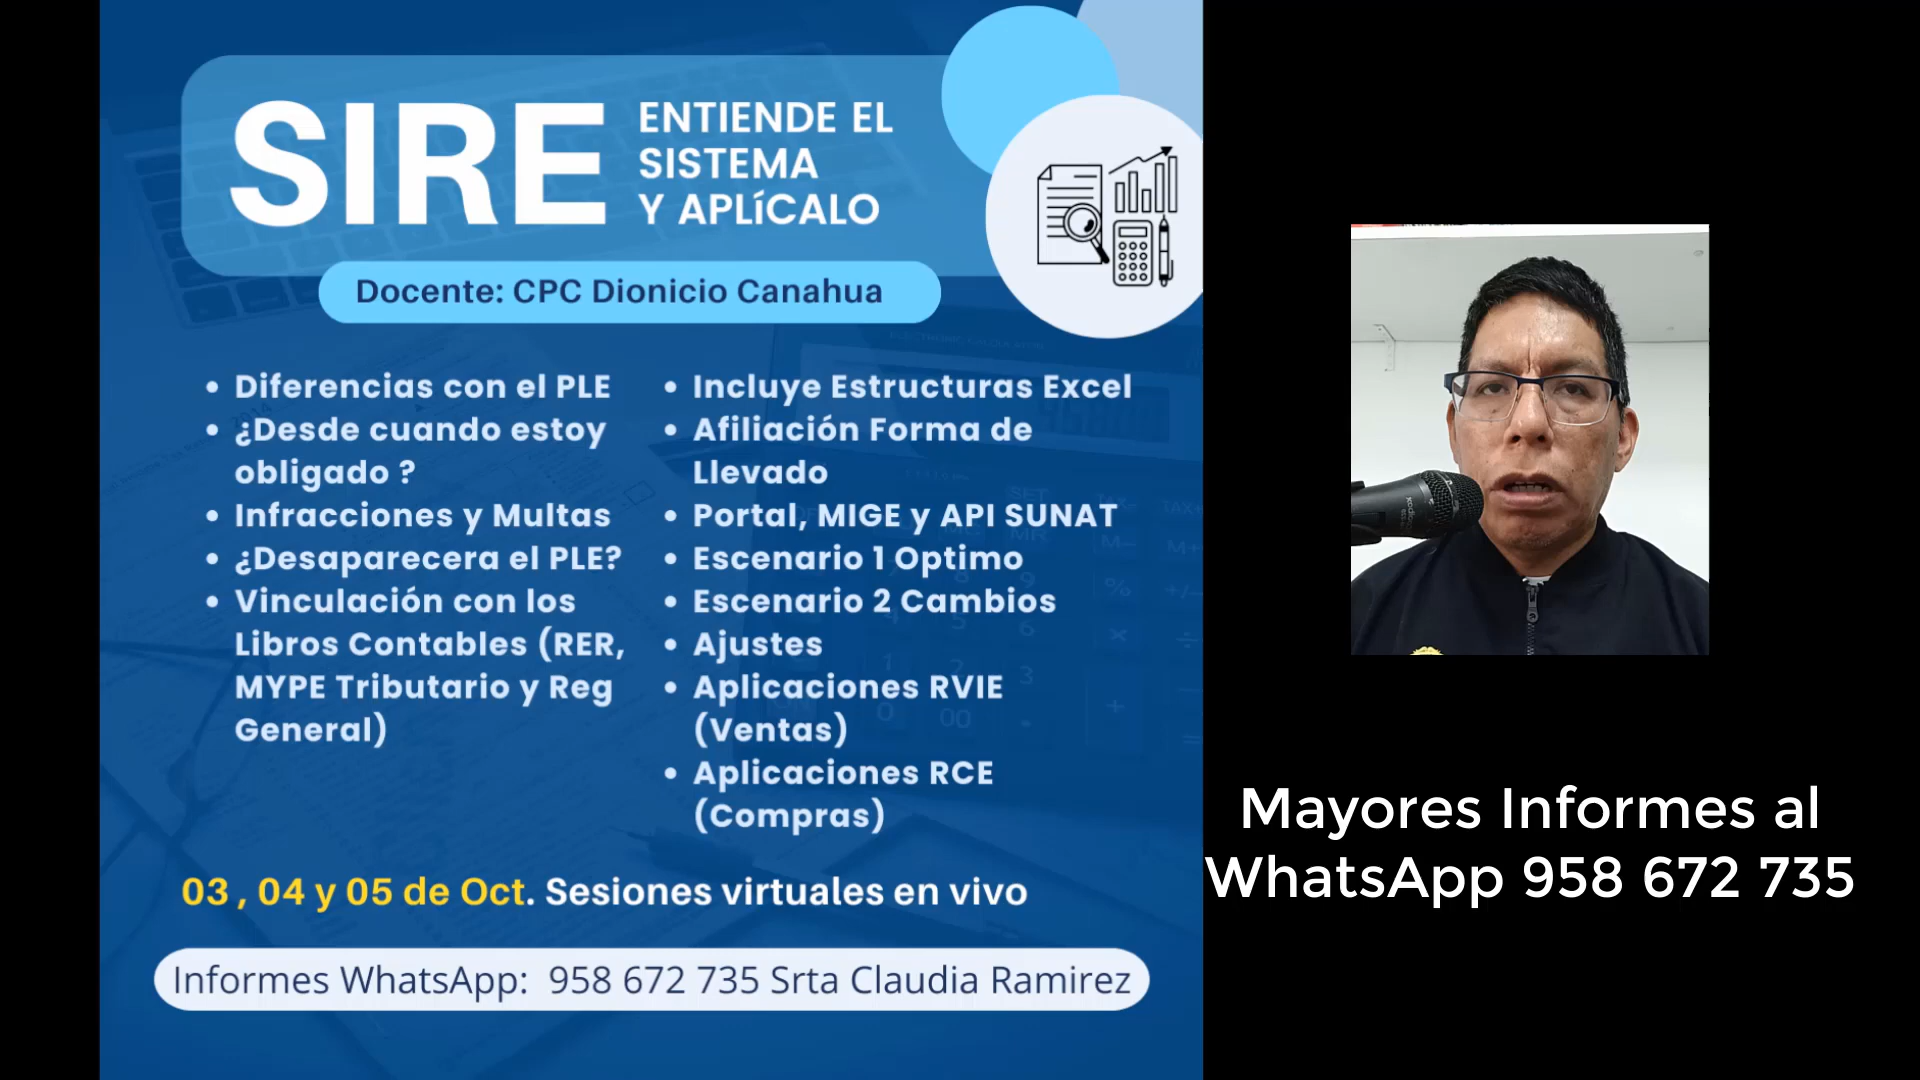 SIRE
ENTIENDE EL
SISTEMA
Y APLíCALO
Docente: CPC Dionicio Canahua
• Diferencias con el PLE
• ¿Desde cuando estoy
obligado ?
• Infracciones y Multas
• ¿Desaparecera el PLE?
• Vinculación con los
Libros Contables (RER,
MYPE Tributario y Reg
General)
• Incluye Estructuras Excel
• Afiliación Forma de
Llevado
• Portal, MIGE y API SUNAT
• Escenario 1 Optimo
• Escenario 2 Cambios
• Ajustes
• Aplicaciones RVIE
(Ventas)
• Aplicaciones RCE
(Compras)
03 , 04 y 05 de Oct. Sesiones virtuales en vivo
Informes WhatsApp: 958 672 735 Srta Claudia Ramirez
Mayores Informes al
WhatsApp 958 672 735